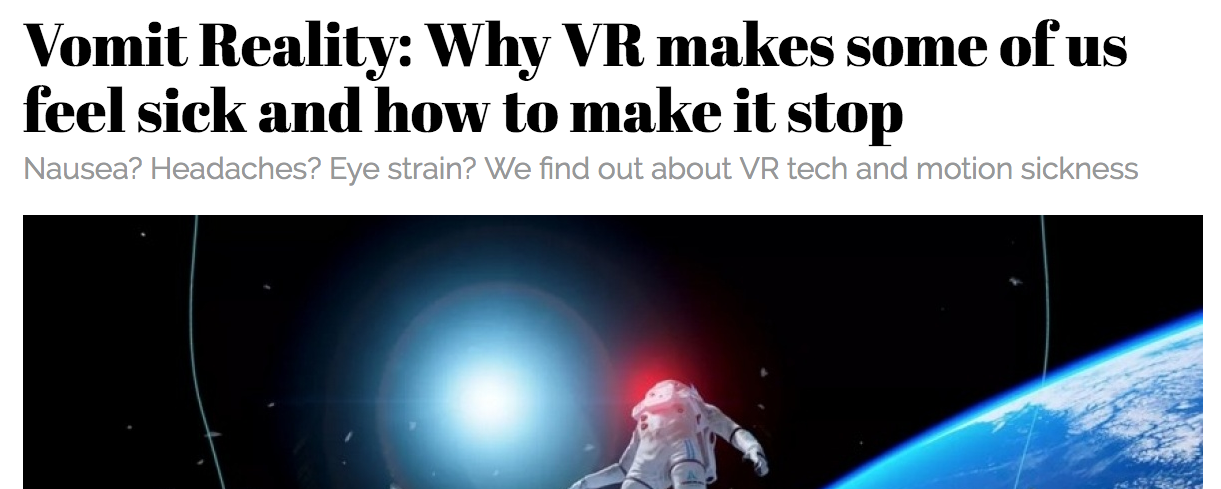 Vomit Reality: Why VR makes some of us
feel sick and how to make it stop
Nausea? Headaches? Eye strain? We find out about VR tech and motion sickness